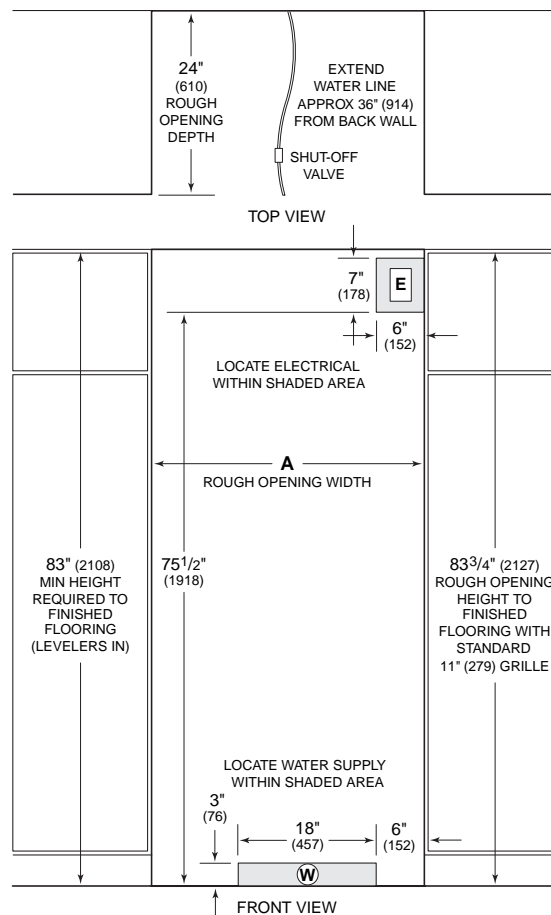 24"
(610)
ROUGH
OPENING
DEPTH
EXTEND
WATER LINE
APPROX 36" (914)
FROM BACK WALL
SHUT-OFF
VALVE
TOP VIEW
7"
(178)
E
6"
(152)
LOCATE ELECTRICAL
WITHIN SHADED AREA
A
ROUGH OPENING WIDTH
83" (2108)
MIN HEIGHT
REQUIRED TO
FINISHED
FLOORING
(LEVELERS IN)
75 1/2"
(1918)
83 3/4" (2127)
ROUGH OPENING
HEIGHT TO
FINISHED
FLOORING WITH
STANDARD
11" (279) GRILLE
LOCATE WATER SUPPLY
WITHIN SHADED AREA
3"
(76)
18"
(457)
6"
(152)
W
FRONT VIEW